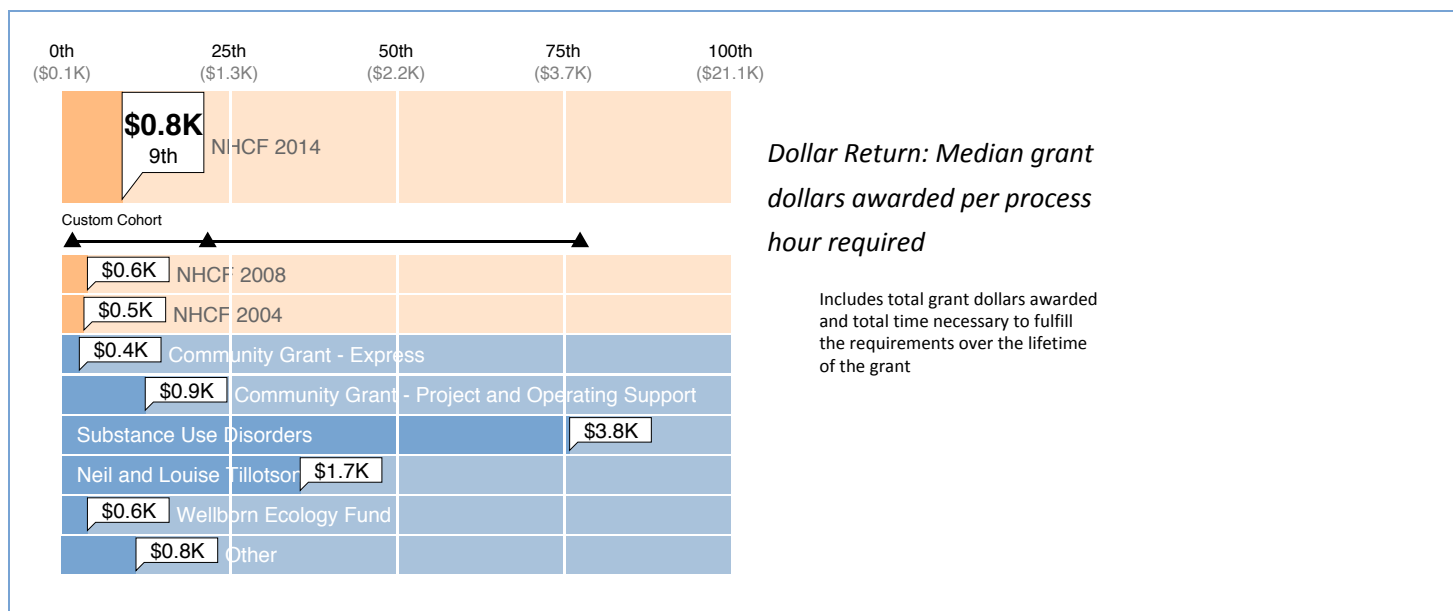 0th 25th 50th 75th 100th
($0.1K) ($1.3K) ($2.2K) ($3.7K) ($21.1K)
$0.8K
9th
NHCF 2014
Custom Cohort
$0.6K NHCF 2008
$0.5K NHCF 2004
$0.4K Community Grant - Express
$0.9K Community Grant - Project and Operating Support
Substance Use Disorders $3.8K
Neil and Louise Tillotson $1.7K
$0.6K Wellborn Ecology Fund
$0.8K Other
Dollar Return: Median grant
dollars awarded per process
hour required
Includes total grant dollars awarded
and total time necessary to fulfill
the requirements over the lifetime
of the grant